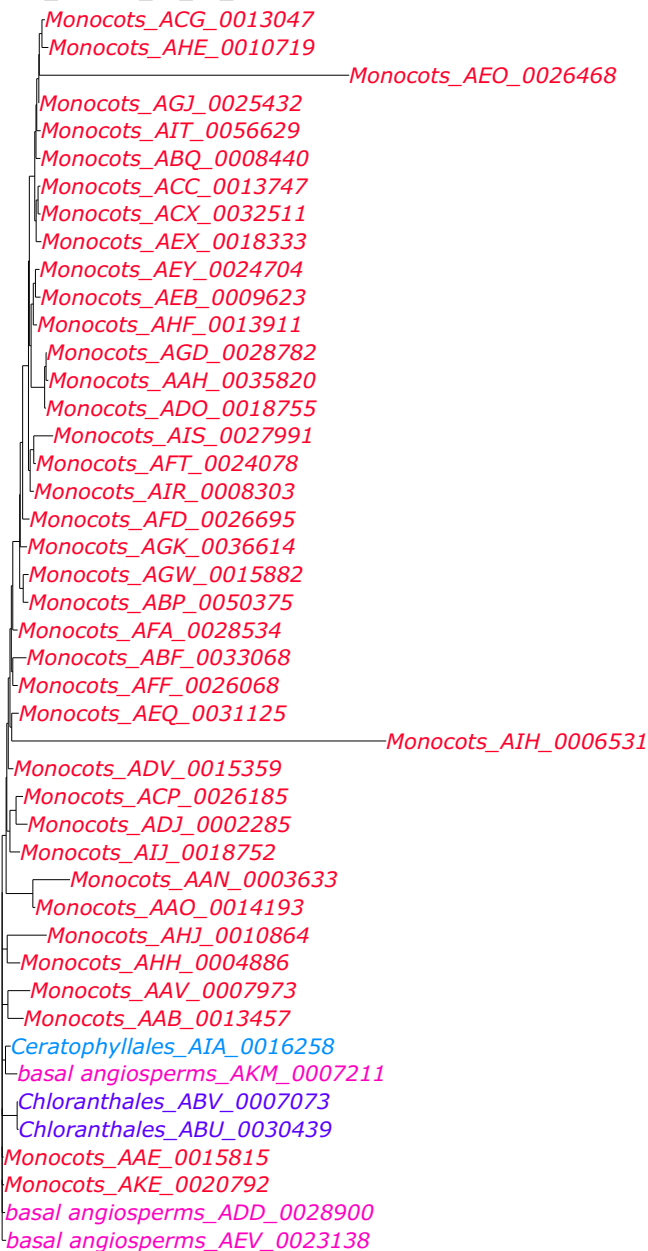 Monocots_ACG_0013047
Monocots_AHE_0010719
Monocots_AEO_0026468
Monocots_AGJ_0025432
Monocots_AIT_0056629
Monocots_ABQ_0008440
Monocots_ACC_0013747
Monocots_ACX_0032511
Monocots_AEX_0018333
Monocots_AEY_0024704
Monocots_AEB_0009623
Monocots_AHF_0013911
Monocots_AGD_0028782
Monocots_AAH_0035820
Monocots_ADO_0018755
Monocots_AIS_0027991
Monocots_AFT_0024078
Monocots_AIR_0008303
Monocots_AFD_0026695
Monocots_AGK_0036614
Monocots_AGW_0015882
Monocots_ABP_0050375
Monocots_AFA_0028534
Monocots_ABF_0033068
Monocots_AFF_0026068
Monocots_AEQ_0031125
Monocots_AIH_0006531
Monocots_ADV_0015359
Monocots_ACP_0026185
Monocots_ADJ_0002285
Monocots_AIJ_0018752
Monocots_AAN_0003633
Monocots_AAO_0014193
Monocots_AHJ_0010864
Monocots_AHH_0004886
Monocots_AAV_0007973
Monocots_AAB_0013457
Ceratophyllales_AIA_0016258
basal angiosperms_AKM_0007211
Chloranthales_ABV_0007073
Chloranthales_ABU_0030439
Monocots_AAE_0015815
Monocots_AKE_0020792
basal angiosperms_ADD_0028900
basal angiosperms_AEV_0023138